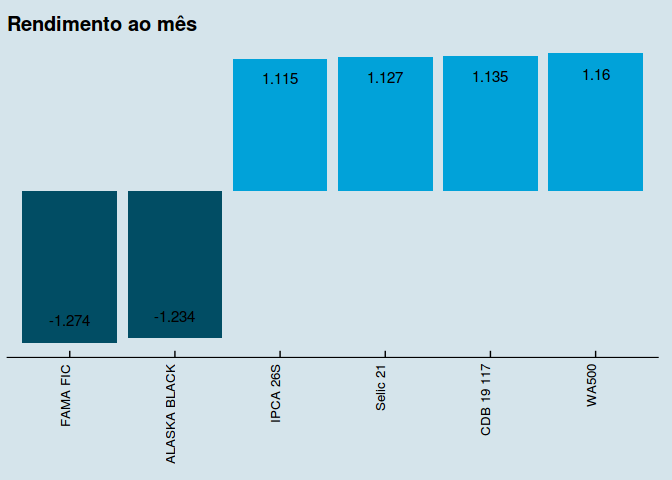 Rendimento ao mês
1.115
1.127
1.135
1.16
-1.274
-1.234
FAMA FIC
ALASKA BLACK
IPCA 26S
Selic 21
CDB 19 117
WA500